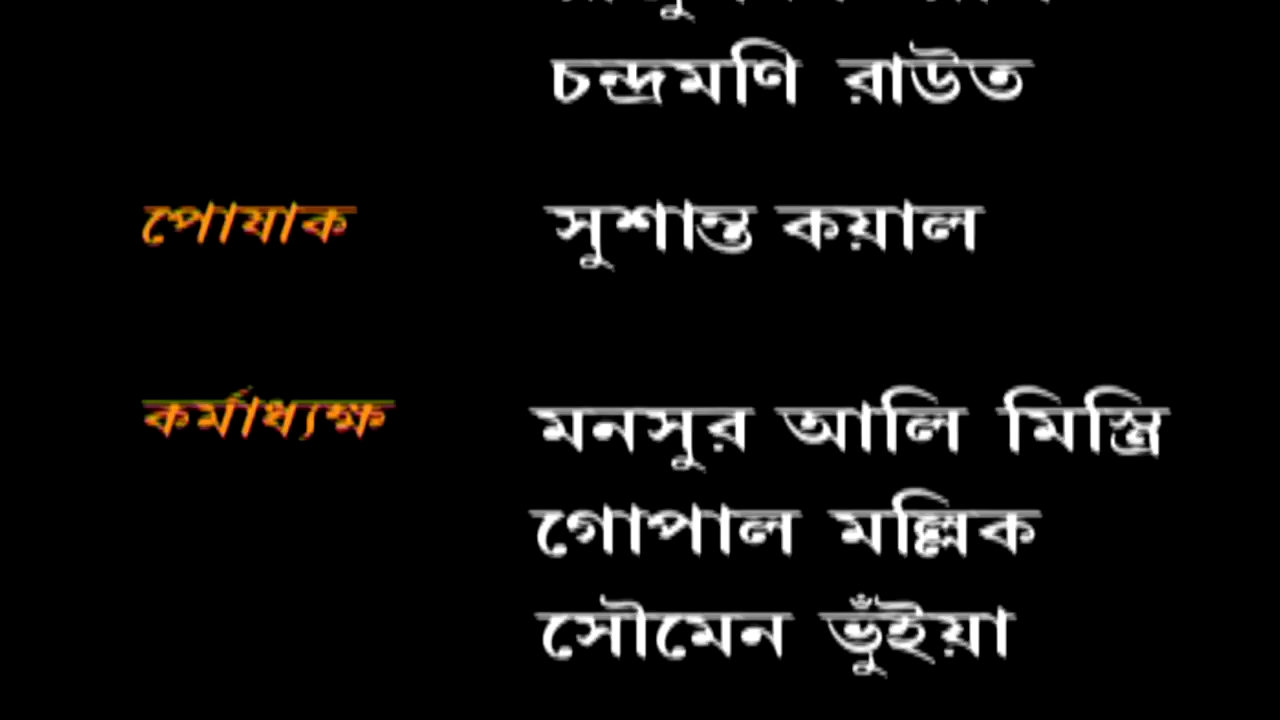 চন্দ্রমণি রাউত
পোষাক সুশান্ত কয়াল
কর্মাধ্যক্ষ মনসুর আলি মিস্ত্রি
গোপাল মল্লিক
সৌমেন ভুঁইয়া